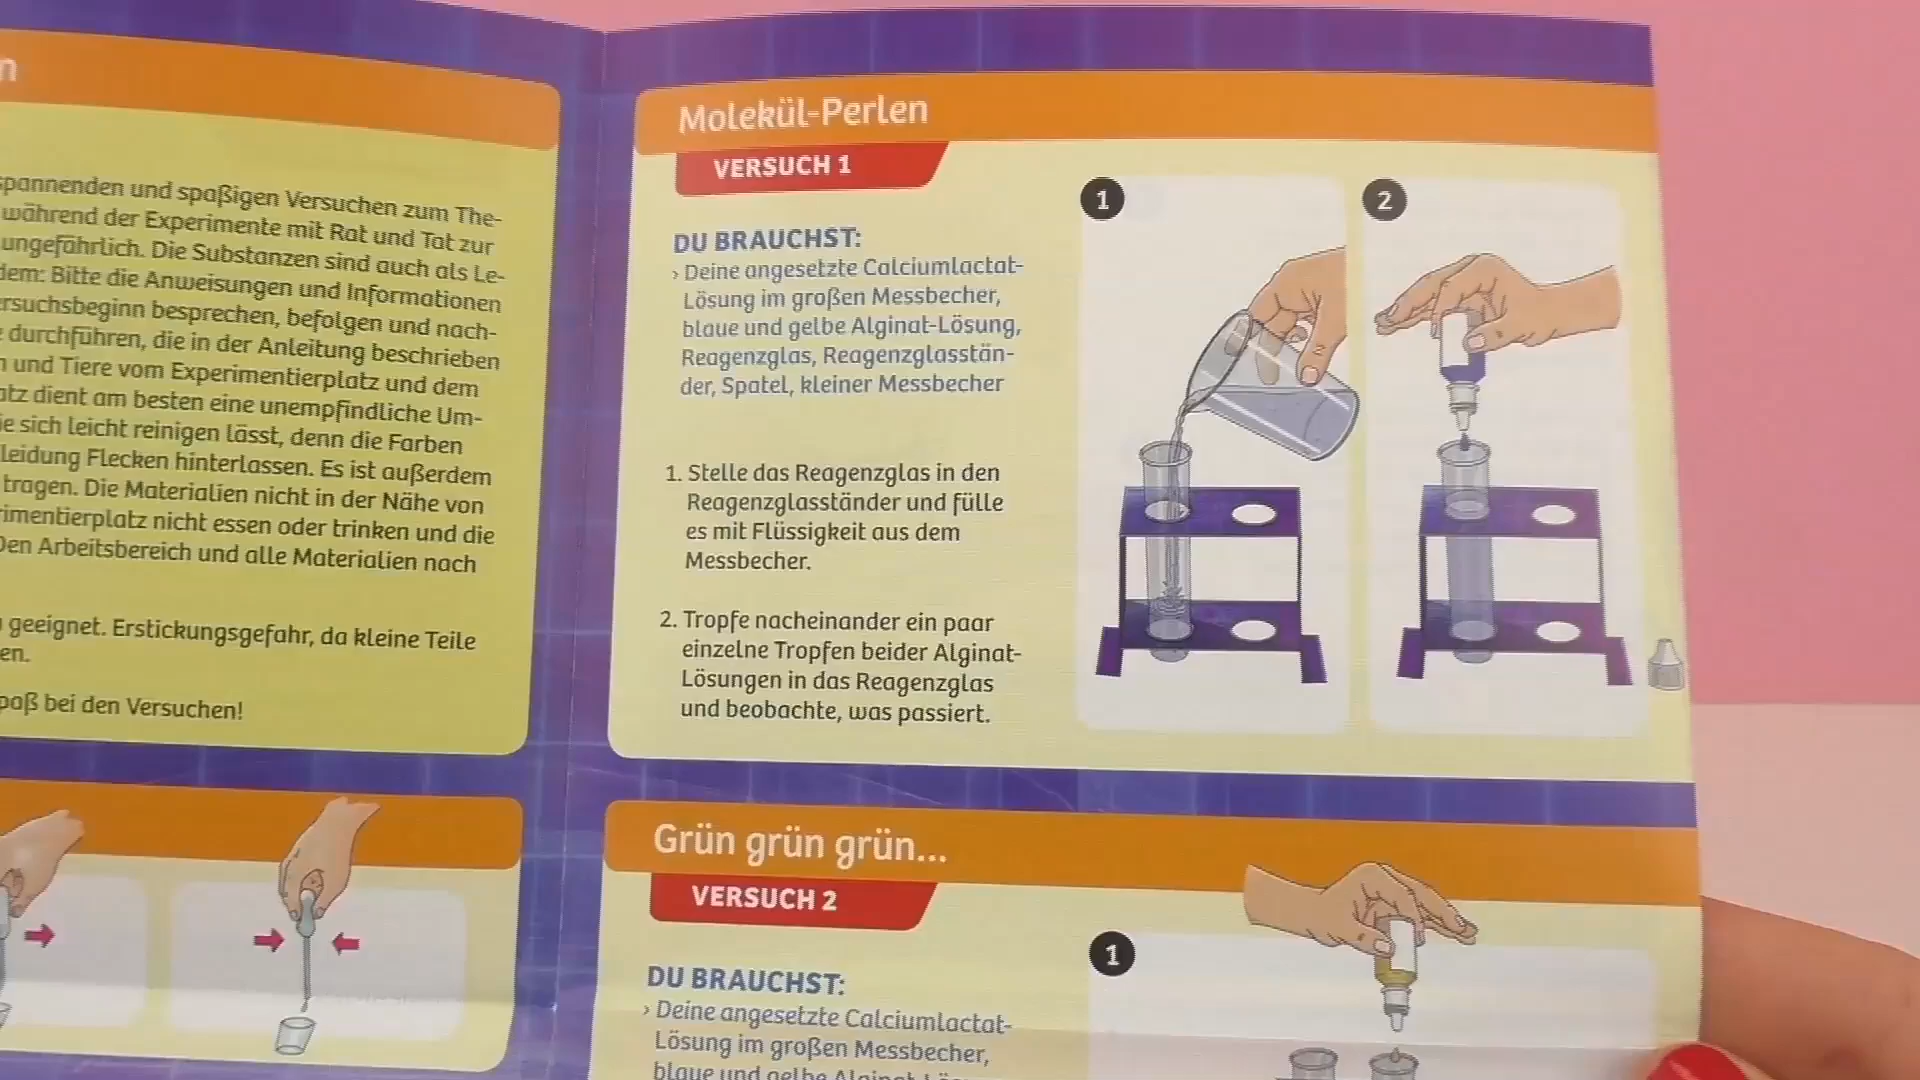 n
spannenden und spaßigen Versuchen zum The-
während der Experimente mit Rat und Tat zur
ungefährlich. Die Substanzen sind auch als Le-
dem: Bitte die Anweisungen und Informationen
ersuchsbeginn besprechen, befolgen und nach-
e durchführen, die in der Anleitung beschrieben
n und Tiere vom Experimentierplatz und dem
atz dient am besten eine unempfindliche Um-
ie sich leicht reinigen lässt, denn die Farben
leidung Flecken hinterlassen. Es ist außerdem
tragen. Die Materialien nicht in der Nähe von
rimentierplatz nicht essen oder trinken und die
Den Arbeitsbereich und alle Materialien nach
geeignet. Erstickungsgefahr, da kleine Teile
en.
paß bei den Versuchen!
Molekül-Perlen
VERSUCH 1
DU BRAUCHST:
› Deine angesetzte Calciumlactat-
Lösung im großen Messbecher,
blaue und gelbe Alginat-Lösung,
Reagenzglas, Reagenzglasstän-
der, Spatel, kleiner Messbecher
1. Stelle das Reagenzglas in den
Reagenzglasständer und fülle
es mit Flüssigkeit aus dem
Messbecher.
2. Tropfe nacheinander ein paar
einzelne Tropfen beider Alginat-
Lösungen in das Reagenzglas
und beobachte, was passiert.
1
2
Grün grün grün...
VERSUCH 2
DU BRAUCHST:
› Deine angesetzte Calciumlactat-
Lösung im großen Messbecher,
blaue und gelbe Alginat-Lös
1